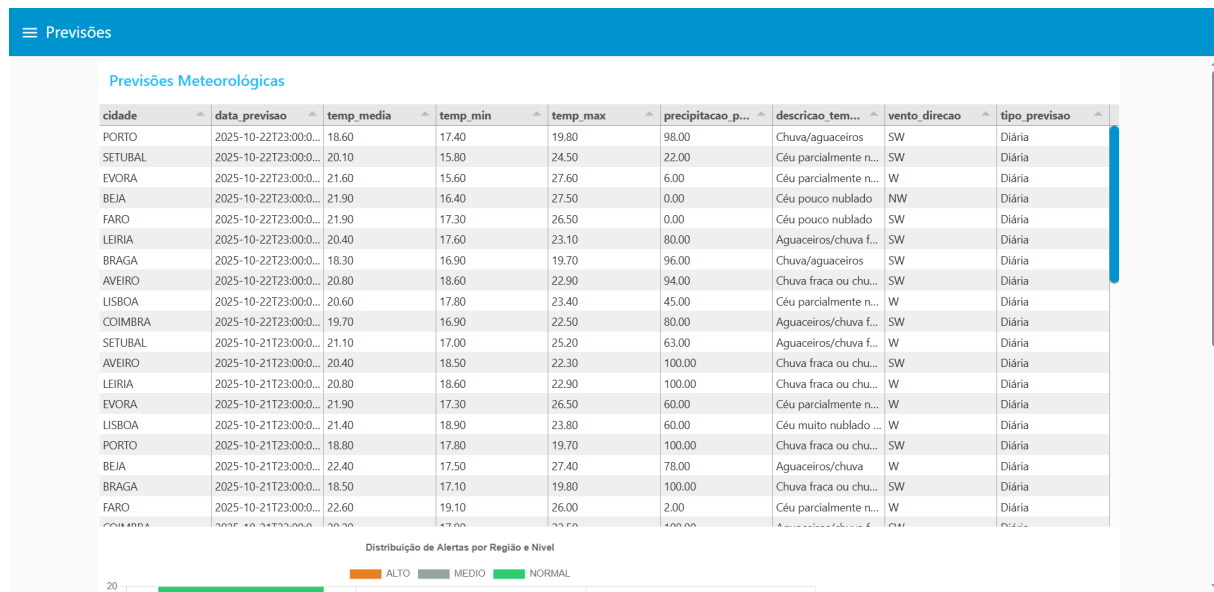 Previsões
Previsões Meteorológicas
cidade data_previsao temp_media temp_min temp_max precipitacao_p... descricao_tem... vento_direcao tipo_previsao
PORTO 2025-10-22T23:00:0... 18.60 17.40 19.80 98.00 Chuva/aguaceiros SW Diária
SETUBAL 2025-10-22T23:00:0... 20.10 15.80 24.50 22.00 Céu parcialmente n... SW Diária
EVORA 2025-10-22T23:00:0... 21.60 15.60 27.60 6.00 Céu parcialmente n... W Diária
BEJA 2025-10-22T23:00:0... 21.90 16.40 27.50 0.00 Céu pouco nublado NW Diária
FARO 2025-10-22T23:00:0... 21.90 17.30 26.50 0.00 Céu pouco nublado SW Diária
LEIRIA 2025-10-22T23:00:0... 20.40 17.60 23.10 80.00 Aguaceiros/chuva f... SW Diária
BRAGA 2025-10-22T23:00:0... 18.30 16.90 19.70 96.00 Chuva/aguaceiros SW Diária
AVEIRO 2025-10-22T23:00:0... 20.80 18.60 22.90 94.00 Chuva fraca ou chu... SW Diária
LISBOA 2025-10-22T23:00:0... 20.60 17.80 23.40 45.00 Céu parcialmente n... W Diária
COIMBRA 2025-10-22T23:00:0... 19.70 16.90 22.50 80.00 Aguaceiros/chuva f... SW Diária
SETUBAL 2025-10-21T23:00:0... 21.10 17.00 25.20 63.00 Aguaceiros/chuva f... W Diária
AVEIRO 2025-10-21T23:00:0... 20.40 18.50 22.30 100.00 Chuva fraca ou chu... SW Diária
LEIRIA 2025-10-21T23:00:0... 20.80 18.60 22.90 100.00 Chuva fraca ou chu... W Diária
EVORA 2025-10-21T23:00:0... 21.90 17.30 26.50 60.00 Céu parcialmente n... W Diária
LISBOA 2025-10-21T23:00:0... 21.40 18.90 23.80 60.00 Céu muito nublado ... W Diária
PORTO 2025-10-21T23:00:0... 18.80 17.80 19.70 100.00 Chuva fraca ou chu... SW Diária
BEJA 2025-10-21T23:00:0... 22.40 17.50 27.40 78.00 Aguaceiros/chuva W Diária
BRAGA 2025-10-21T23:00:0... 18.50 17.10 19.80 100.00 Chuva fraca ou chu... SW Diária
FARO 2025-10-21T23:00:0... 22.60 19.10 26.00 2.00 Céu parcialmente n... W Diária
Distribuição de Alertas por Região e Nivel
ALTO MEDIO NORMAL
20